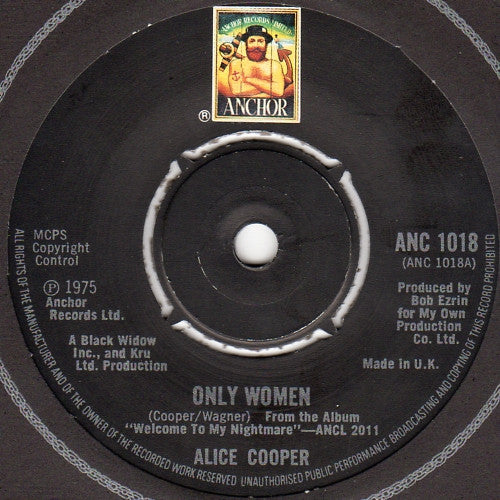 ANCHOR RECORDS LIMITED
ANCHOR
®
MCPS
Copyright
Control
Ⓟ 1975
Anchor
Records Ltd.
A Black Widow
Inc., and Kru
Ltd. Production
ANC 1018
(ANC 1018A)
Produced by
Bob Ezrin
for My Own
Production
Co. Ltd.
Made in U.K.
ONLY WOMEN
(Cooper/Wagner) From the Album
"Welcome To My Nightmare"—ANCL 2011
ALICE COOPER
ALL RIGHTS OF THE MANUFACTURER AND OF THE OWNER OF THE RECORDED WORK RESERVED UNAUTHORISED PUBLIC PERFORMANCE BROADCASTING AND COPYING OF THIS RECORD PROHIBITED